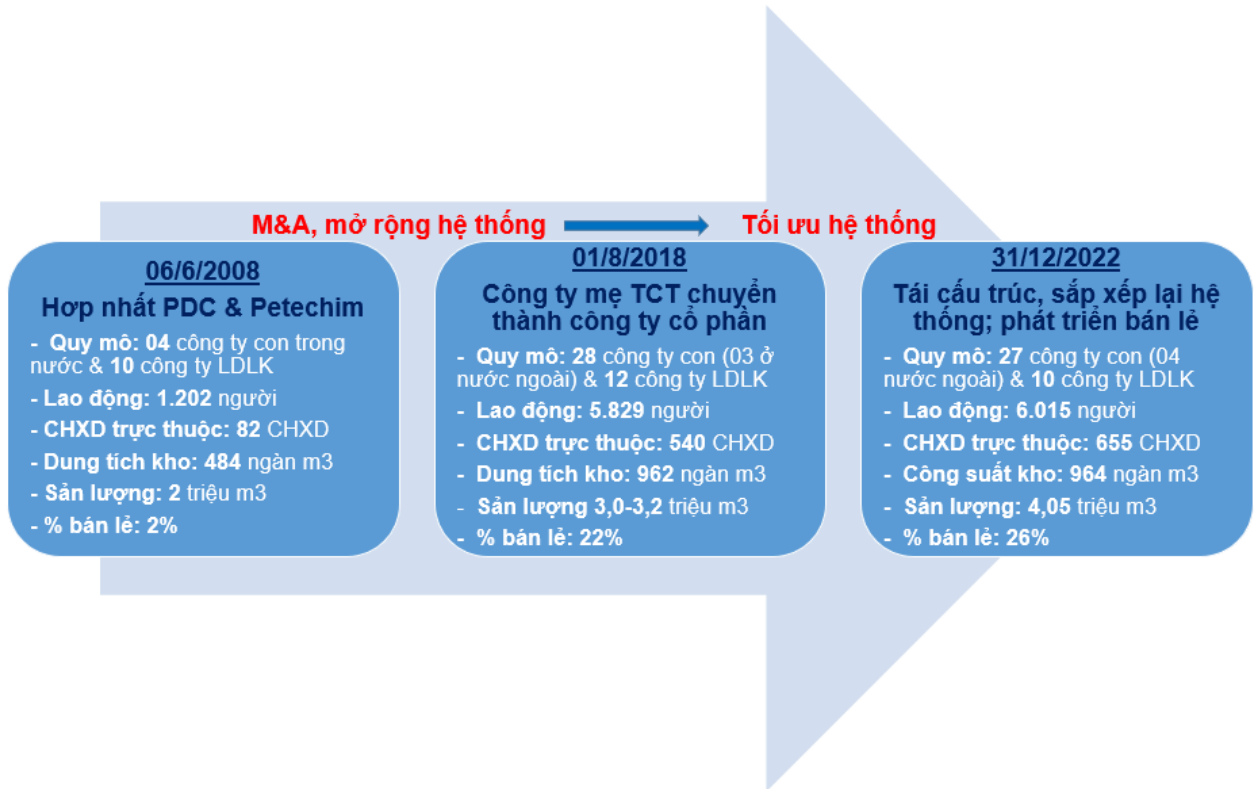 M&A, mở rộng hệ thống
Tối ưu hệ thống
06/6/2008
Hợp nhất PDC & Petechim
- Quy mô: 04 công ty con trong
nước & 10 công ty LDLK
- Lao động: 1.202 người
- CHXD trực thuộc: 82 CHXD
- Dung tích kho: 484 ngàn m3
- Sản lượng: 2 triệu m3
- % bán lẻ: 2%
01/8/2018
Công ty mẹ TCT chuyển
thành công ty cổ phần
- Quy mô: 28 công ty con (03 ở
nước ngoài) & 12 công ty LDLK
- Lao động: 5.829 người
- CHXD trực thuộc: 540 CHXD
- Dung tích kho: 962 ngàn m3
- Sản lượng 3,0-3,2 triệu m3
- % bán lẻ: 22%
31/12/2022
Tái cấu trúc, sắp xếp lại hệ
thống; phát triển bán lẻ
- Quy mô: 27 công ty con (04
nước ngoài) & 10 công ty LDLK
- Lao động: 6.015 người
- CHXD trực thuộc: 655 CHXD
- Công suất kho: 964 ngàn m3
- Sản lượng: 4,05 triệu m3
- % bán lẻ: 26%